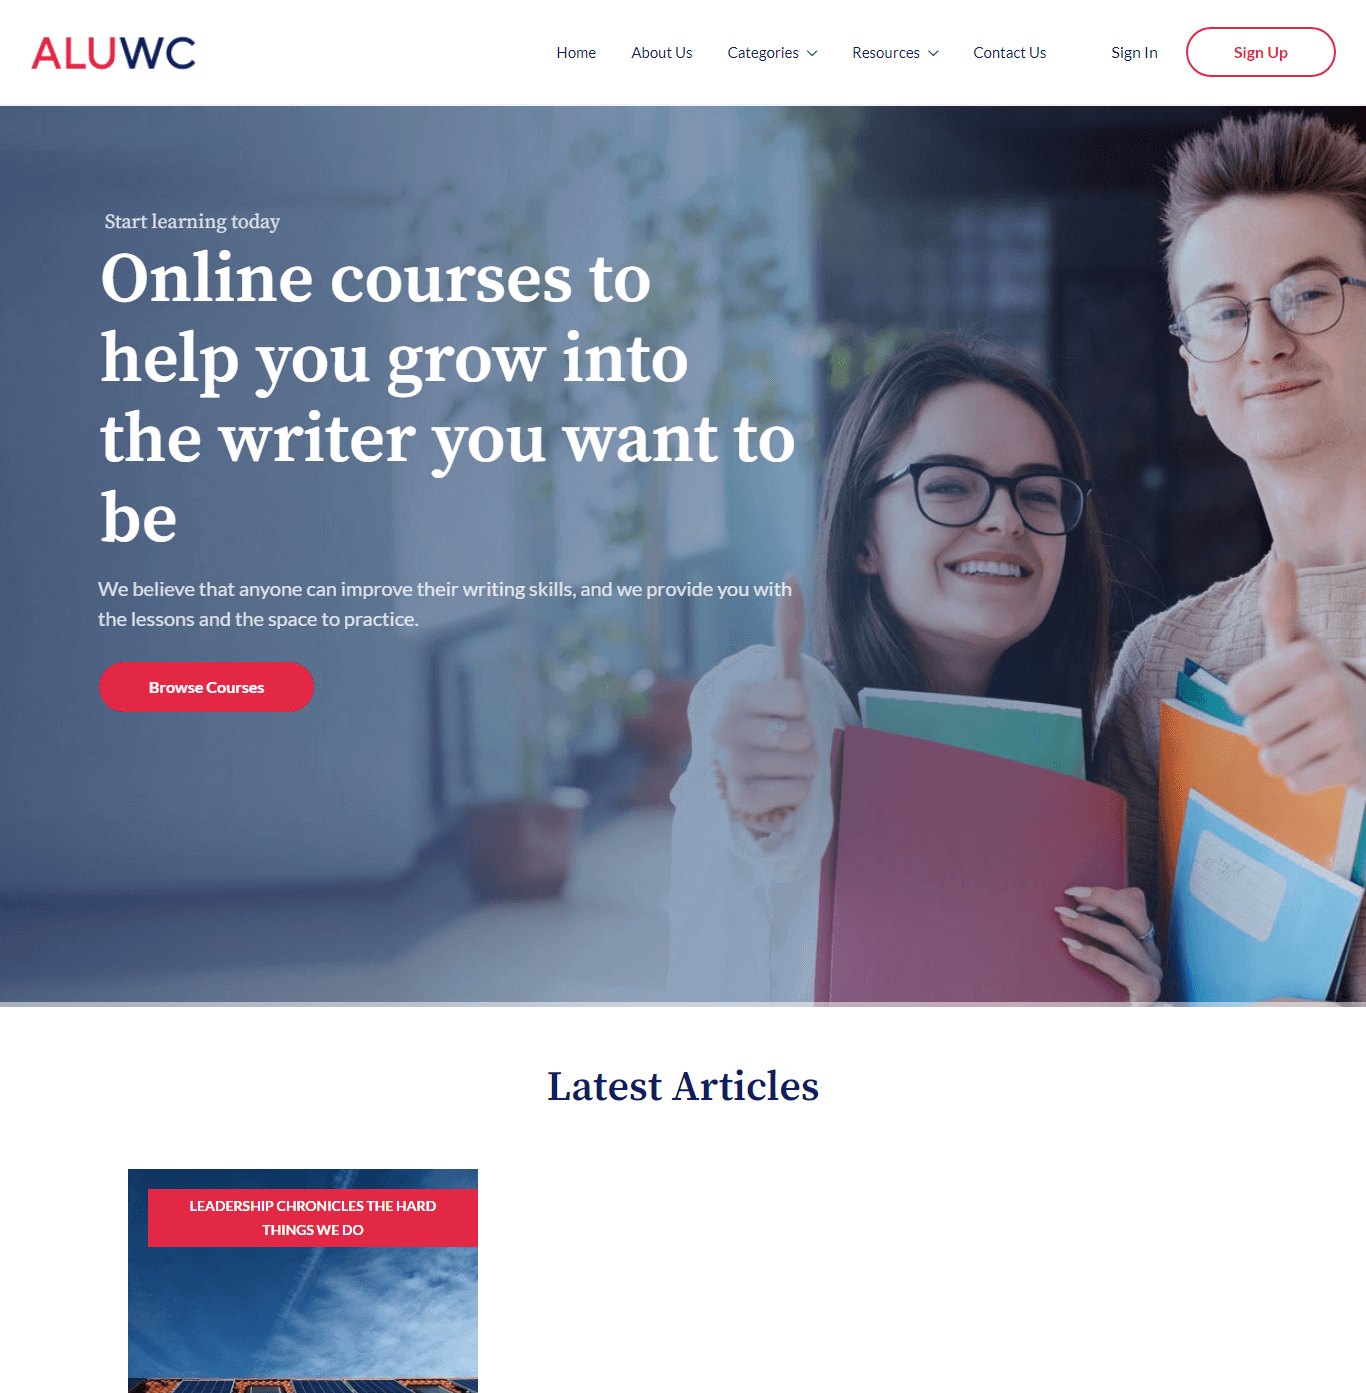 ALUWC
Home About Us Categories Resources Contact Us Sign In Sign Up
Start learning today
Online courses to
help you grow into
the writer you want to
be
We believe that anyone can improve their writing skills, and we provide you with
the lessons and the space to practice.
Browse Courses
Latest Articles
LEADERSHIP CHRONICLES THE HARD
THINGS WE DO